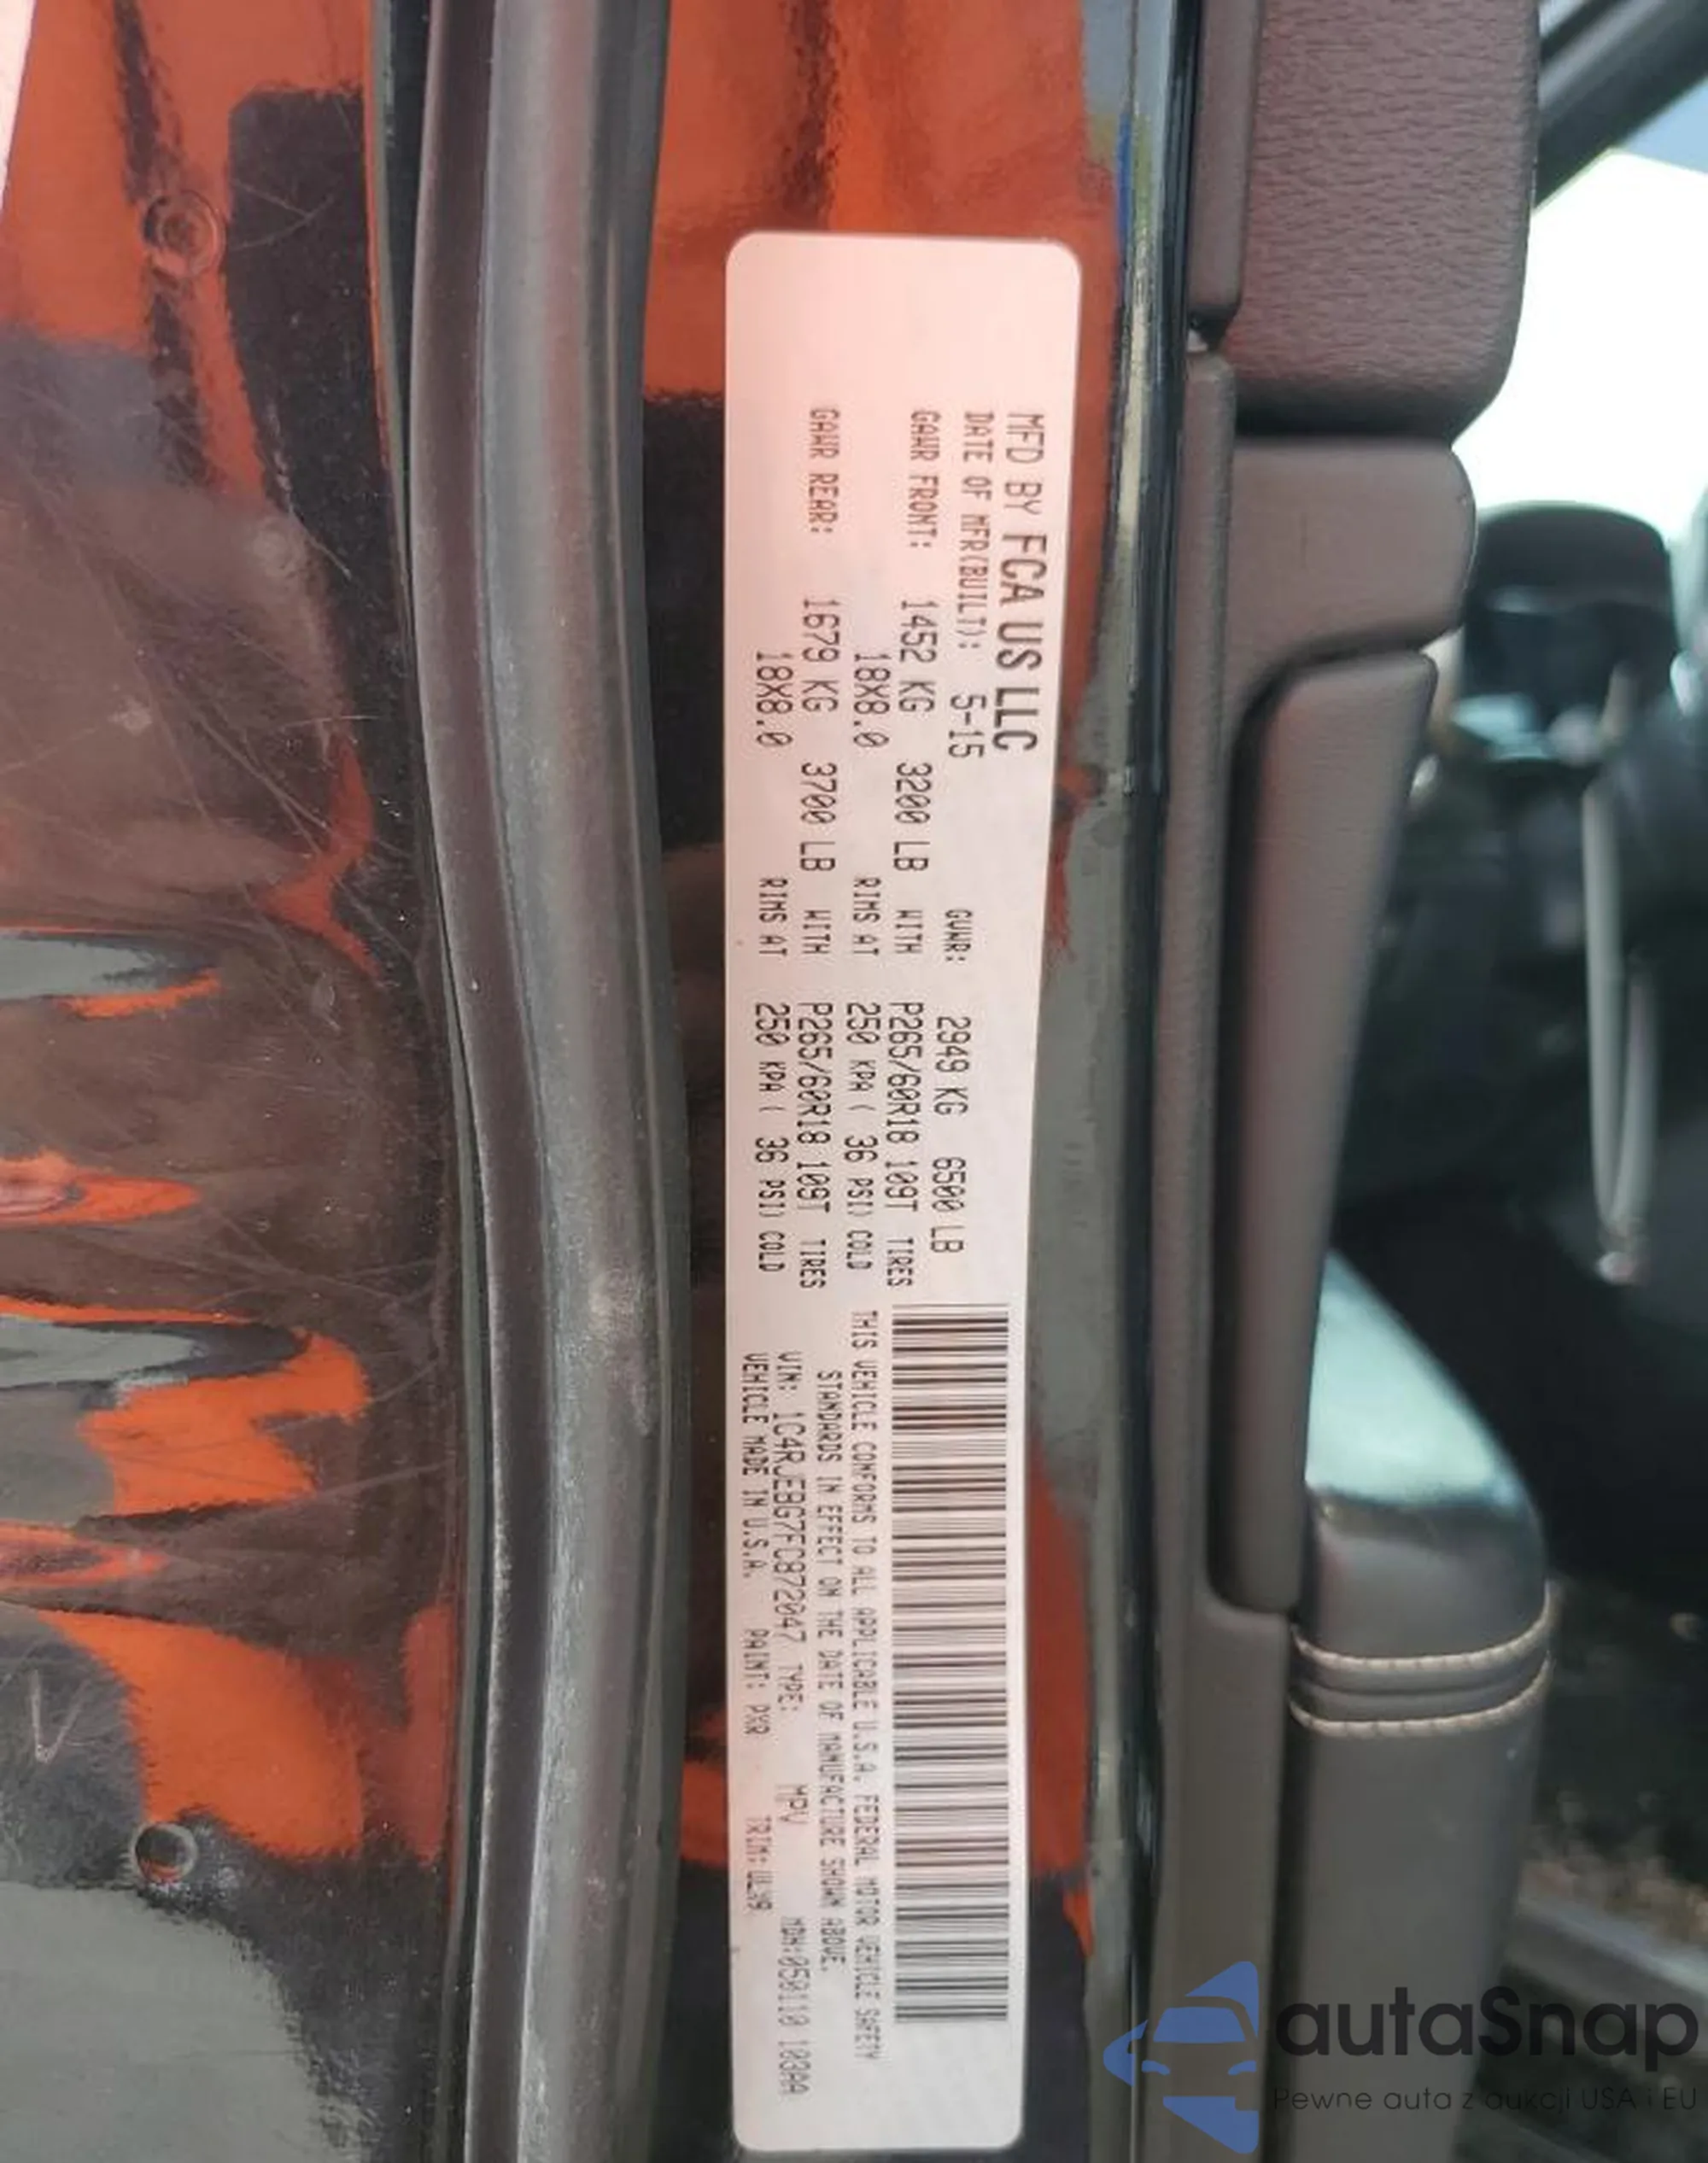 MFD BY FCA US LLC
DATE OF MFR(BUILT): 5-15 GVWR: 2949 KG 6500 LB
GAWR FRONT: 1452 KG 3200 LB WITH P265/60R18 109T TIRES
18X8.0 RIMS AT 250 KPA ( 36 PSI) COLD
GAWR REAR: 1679 KG 3700 LB WITH P265/60R18 109T TIRES
18X8.0 RIMS AT 250 KPA ( 36 PSI) COLD
THIS VEHICLE CONFORMS TO ALL APPLICABLE U.S.A. FEDERAL MOTOR VEHICLE SAFETY
STANDARDS IN EFFECT ON THE DATE OF MANUFACTURE SHOWN ABOVE.
VIN: 1C4RJEBG7FC872047 TYPE: MPV MDH:050110 103AA
VEHICLE MADE IN U.S.A. PAINT: PXR TRIM:
autaSnap
Pewne auta z aukcji USA i EU